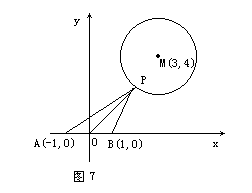 y
M(3,4)
P
A(-1,0) 0 B(1,0) x
图 7